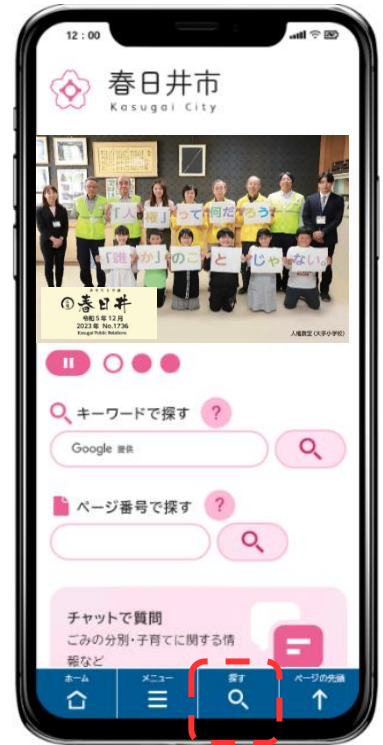 12:00
春日井市
Kasugai City
「人権」って何だろう
「誰か」のことじゃない。
広報
春日井
令和5年12月
2023年 No.1736
Kasugai Public Relations
人権教室(大手小学校)
キーワードで探す ?
Google 提供
ページ番号で探す ?
チャットで質問
ごみの分別・子育てに関する情
報など
ホーム
メニュー
探す
ページの先頭